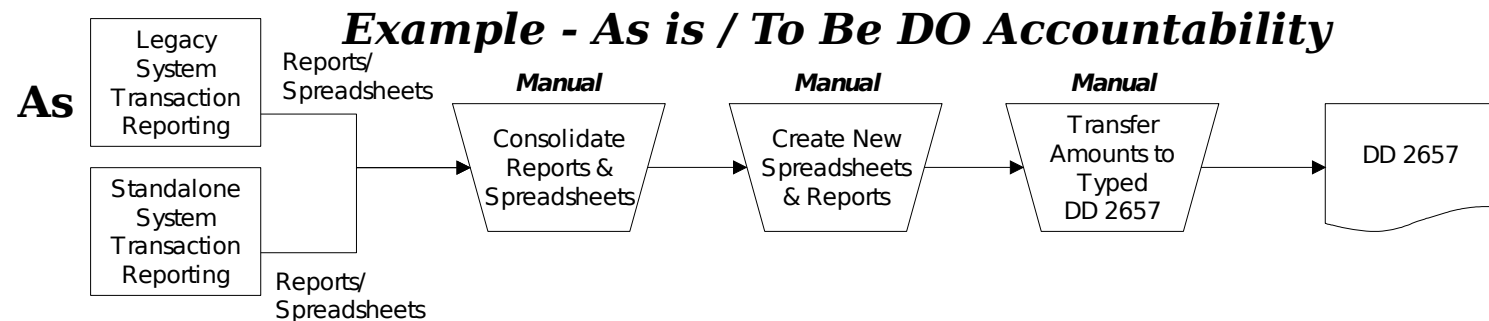 Example - As is / To Be DO Accountability
As
Legacy
System
Transaction
Reporting
Reports/
Spreadsheets
Standalone
System
Transaction
Reporting
Reports/
Spreadsheets
Manual
Consolidate
Reports &
Spreadsheets
Manual
Create New
Spreadsheets
& Reports
Manual
Transfer
Amounts to
Typed
DD 2657
DD 2657